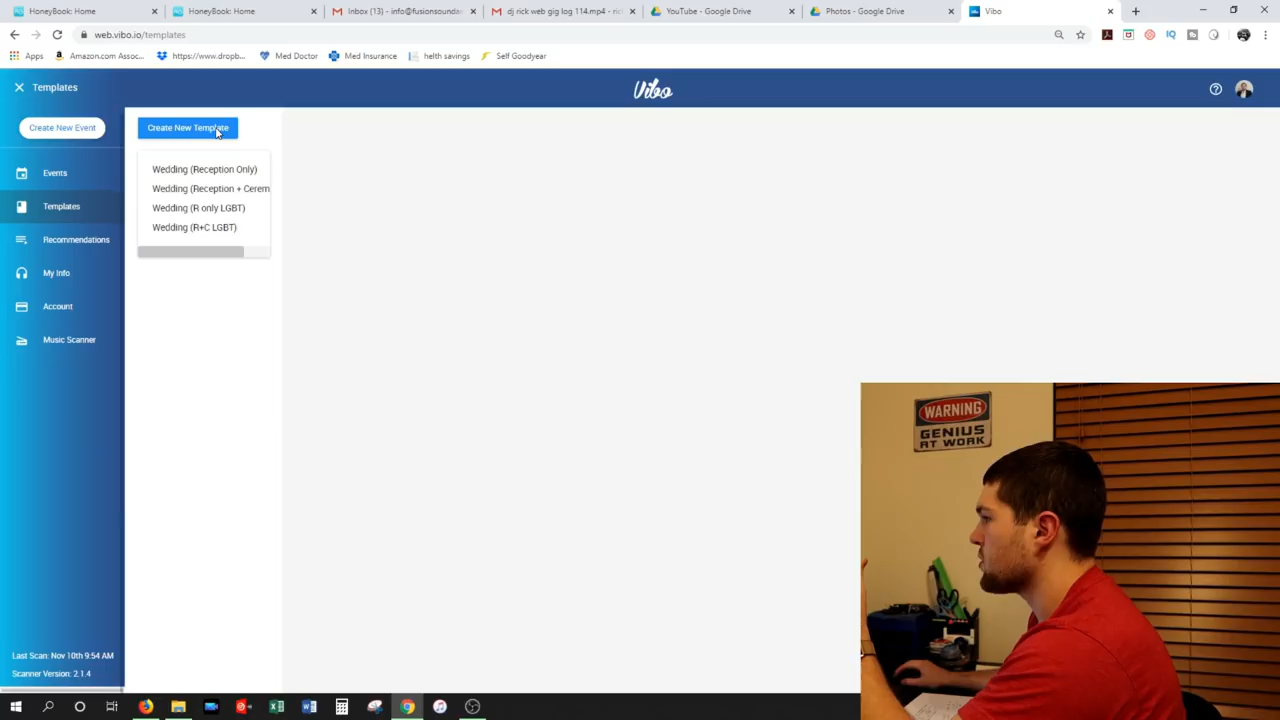 HoneyBook: Home
HoneyBook: Home
Inbox (13) - info@fusionsounda
dj rick web gig log 114.mp4 - ric
YouTube - Google Drive
Photos - Google Drive
Vibo
web.vibo.io/templates
Apps
Amazon.com Assoc...
https://www.dropb...
Med Doctor
Med Insurance
helth savings
Self Goodyear
Templates
Vibo
Create New Event
Create New Template
Events
Templates
Recommendations
My Info
Account
Music Scanner
Wedding (Reception Only)
Wedding (Reception + Cerem
Wedding (R only LGBT)
Wedding (R+C LGBT)
WARNING
GENIUS
AT WORK
Last Scan: Nov 10th 9:54 AM
Scanner Version: 2.1.4